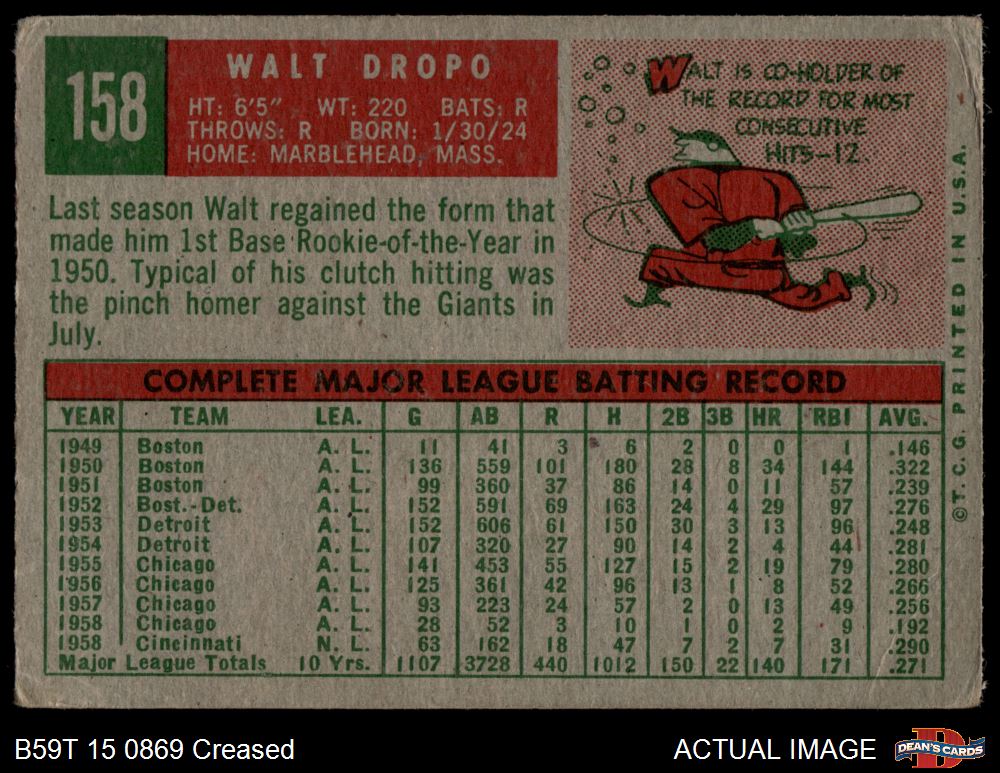 158
WALT DROPO
HT: 6'5" WT: 220 BATS: R
THROWS: R BORN: 1/30/24
HOME: MARBLEHEAD, MASS.
WALT IS CO-HOLDER OF
THE RECORD FOR MOST
CONSECUTIVE
HITS-12
Last season Walt regained the form that
made him 1st Base Rookie-of-the-Year in
1950. Typical of his clutch hitting was
the pinch homer against the Giants in
July.
© T. C. G. PRINTED IN U.S.A.
COMPLETE MAJOR LEAGUE BATTING RECORD
YEAR TEAM LEA. G AB R H 2B 3B HR RBI AVG.
1949 Boston A. L. 11 41 3 6 2 0 0 1 .146
1950 Boston A. L. 136 559 101 180 28 8 34 144 .322
1951 Boston A. L. 99 360 37 86 14 0 11 57 .239
1952 Bost.-Det. A. L. 152 591 69 163 24 4 29 97 .276
1953 Detroit A. L. 152 606 61 150 30 3 13 96 .248
1954 Detroit A. L. 107 320 27 90 14 2 4 44 .281
1955 Chicago A. L. 141 453 55 127 15 2 19 79 .280
1956 Chicago A. L. 125 361 42 96 13 1 8 52 .266
1957 Chicago A. L. 93 223 24 57 2 0 13 49 .256
1958 Chicago A. L. 28 52 3 10 1 0 2 9 .192
1958 Cincinnati N. L. 63 162 18 47 7 2 7 31 .290
Major League Totals 10 Yrs. 1107 3728 440 1012 150 22 140 171 .271
B59T 15 0869 Creased
ACTUAL IMAGE
D
DEAN'S CARDS